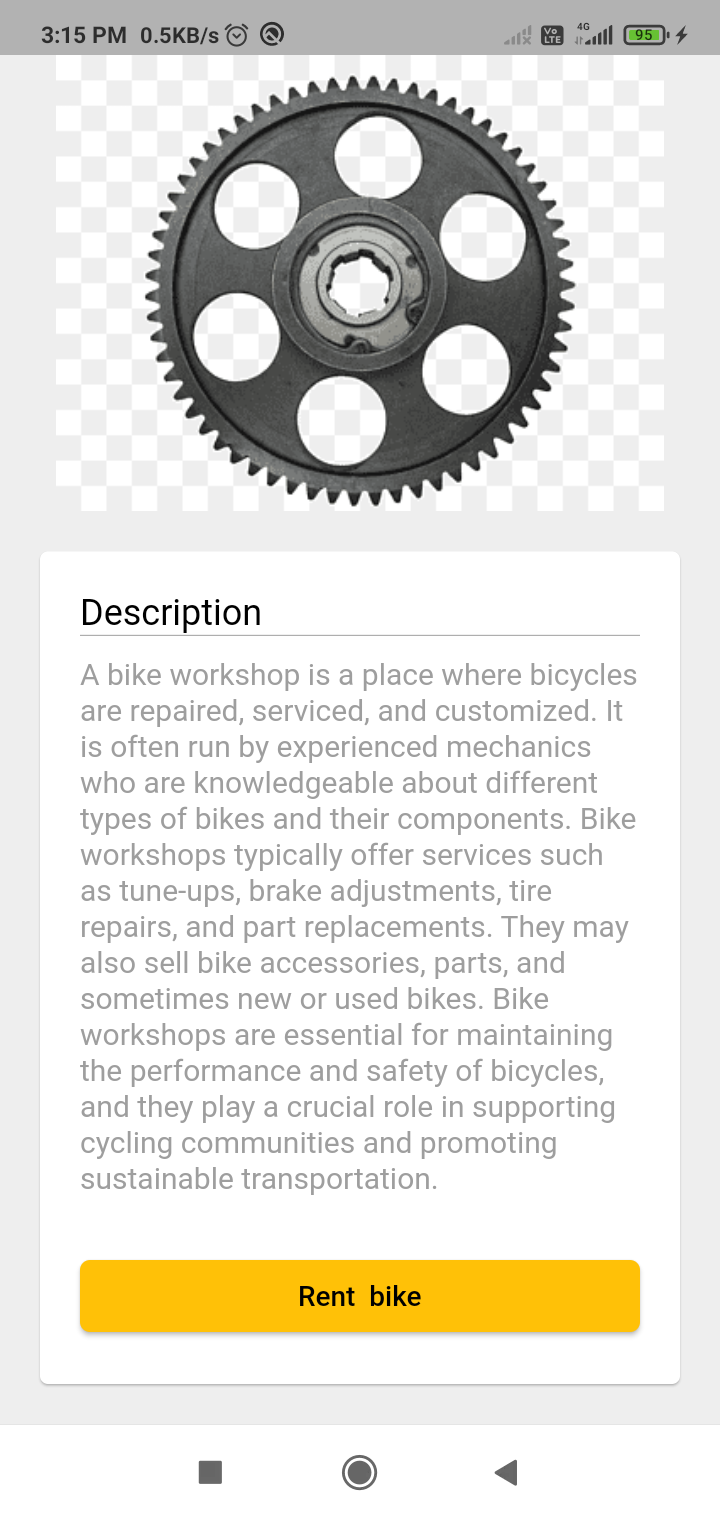 3:15 PM 0.5KB/s Vo LTE 4G 95
Description
A bike workshop is a place where bicycles
are repaired, serviced, and customized. It
is often run by experienced mechanics
who are knowledgeable about different
types of bikes and their components. Bike
workshops typically offer services such
as tune-ups, brake adjustments, tire
repairs, and part replacements. They may
also sell bike accessories, parts, and
sometimes new or used bikes. Bike
workshops are essential for maintaining
the performance and safety of bicycles,
and they play a crucial role in supporting
cycling communities and promoting
sustainable transportation.
Rent bike